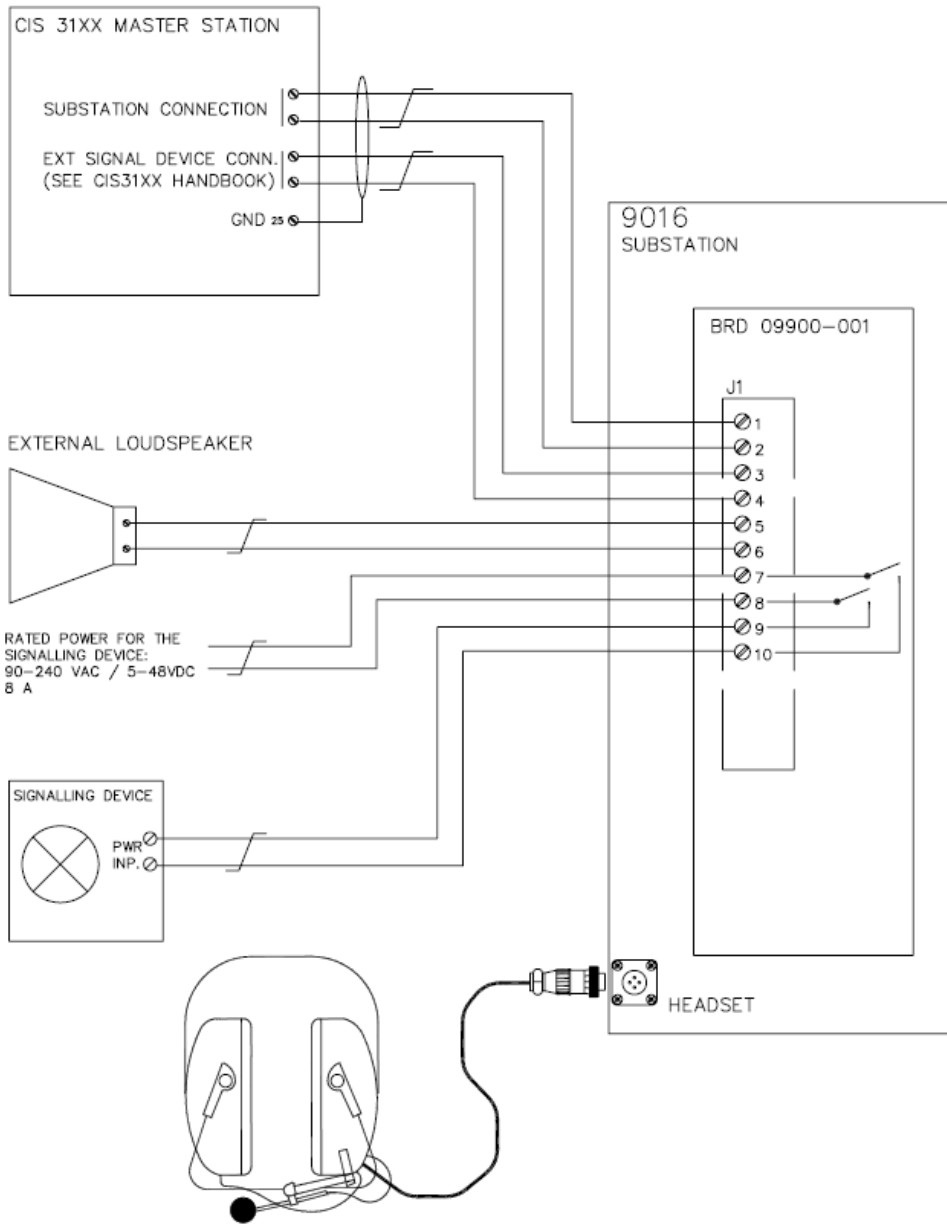 CIS 31XX MASTER STATION
SUBSTATION CONNECTION
EXT SIGNAL DEVICE CONN.
(SEE CIS31XX HANDBOOK)
GND 25
9016
SUBSTATION
BRD 09900-001
J1
1
2
3
4
5
6
7
8
9
10
EXTERNAL LOUDSPEAKER
RATED POWER FOR THE
SIGNALLING DEVICE:
90-240 VAC / 5-48VDC
8 A
SIGNALLING DEVICE
PWR
INP.
HEADSET